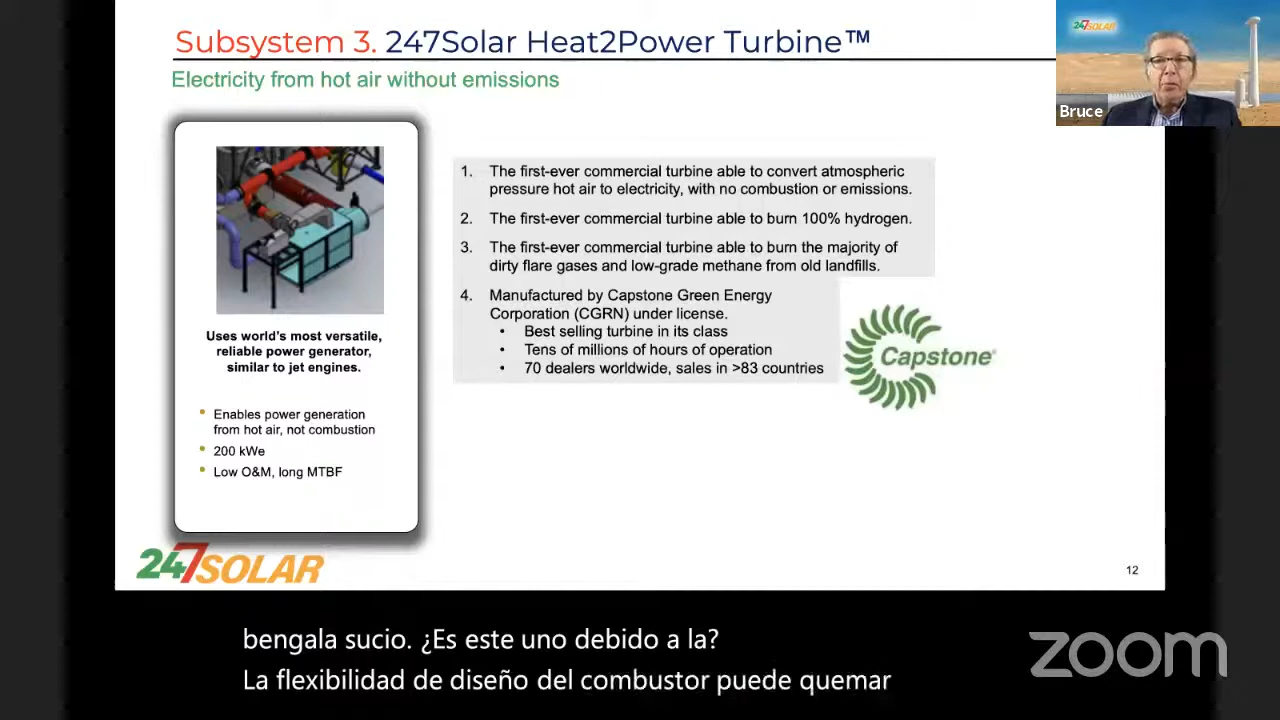 Subsystem 3. 247Solar Heat2Power Turbine™
Electricity from hot air without emissions
247SOLAR
Bruce
Uses world's most versatile,
reliable power generator,
similar to jet engines.
• Enables power generation
from hot air, not combustion
• 200 kWe
• Low O&M, long MTBF
1. The first-ever commercial turbine able to convert atmospheric
pressure hot air to electricity, with no combustion or emissions.
2. The first-ever commercial turbine able to burn 100% hydrogen.
3. The first-ever commercial turbine able to burn the majority of
dirty flare gases and low-grade methane from old landfills.
4. Manufactured by Capstone Green Energy
Corporation (CGRN) under license.
• Best selling turbine in its class
• Tens of millions of hours of operation
• 70 dealers worldwide, sales in >83 countries
Capstone®
247SOLAR
12
bengala sucio. ¿Es este uno debido a la?
La flexibilidad de diseño del combustor puede quemar
zoom